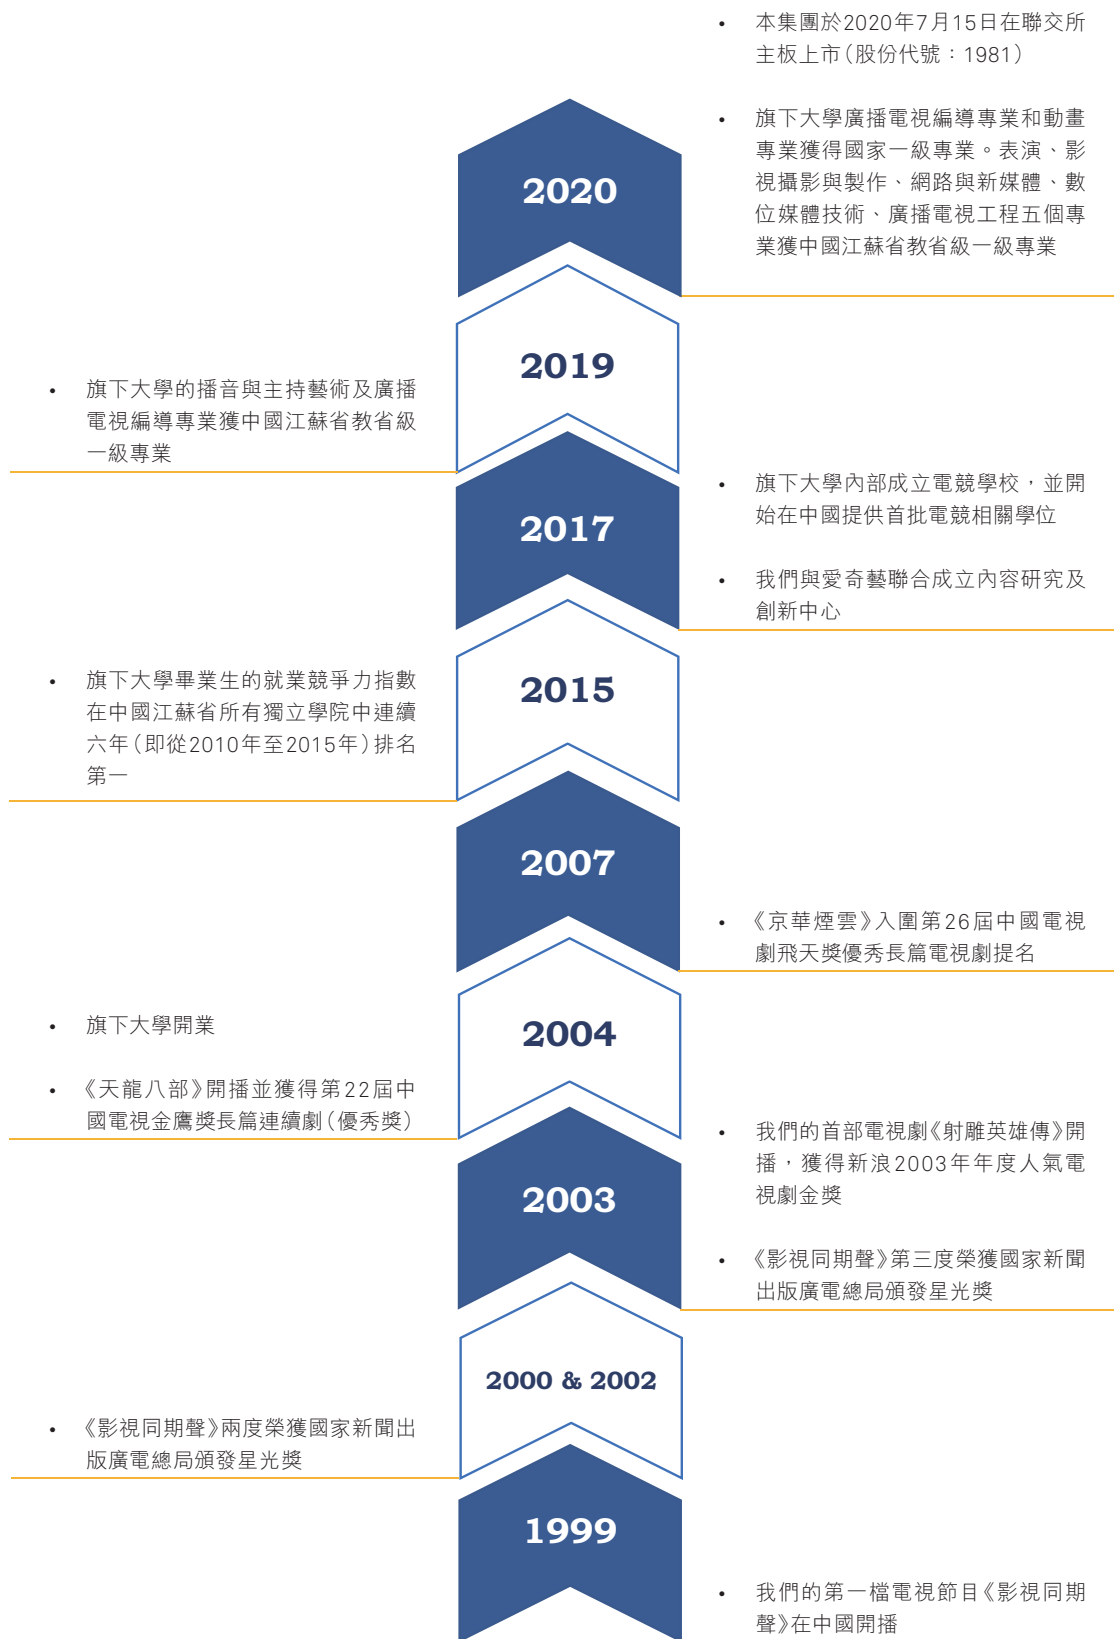 • 本集團於2020年7月15日在聯交所
主板上市（股份代號：1981）
• 旗下大學廣播電視編導專業和動畫
專業獲得國家一級專業。表演、影
視攝影與製作、網路與新媒體、數
位媒體技術、廣播電視工程五個專
業獲中國江蘇省教省級一級專業
2020
2019
• 旗下大學的播音與主持藝術及廣播
電視編導專業獲中國江蘇省教省級
一級專業
2017
• 旗下大學內部成立電競學校，並開
始在中國提供首批電競相關學位
• 我們與愛奇藝聯合成立內容研究及
創新中心
2015
• 旗下大學畢業生的就業競爭力指數
在中國江蘇省所有獨立學院中連續
六年（即從2010年至2015年）排名
第一
2007
• 《京華煙雲》入圍第26屆中國電視
劇飛天獎優秀長篇電視劇提名
2004
• 旗下大學開業
• 《天龍八部》開播並獲得第22屆中
國電視金鷹獎長篇連續劇（優秀獎）
2003
• 我們的首部電視劇《射雕英雄傳》開
播，獲得新浪2003年年度人氣電
視劇金獎
• 《影視同期聲》第三度榮獲國家新聞
出版廣電總局頒發星光獎
2000 & 2002
• 《影視同期聲》兩度榮獲國家新聞出
版廣電總局頒發星光獎
1999
• 我們的第一檔電視節目《影視同期
聲》在中國開播